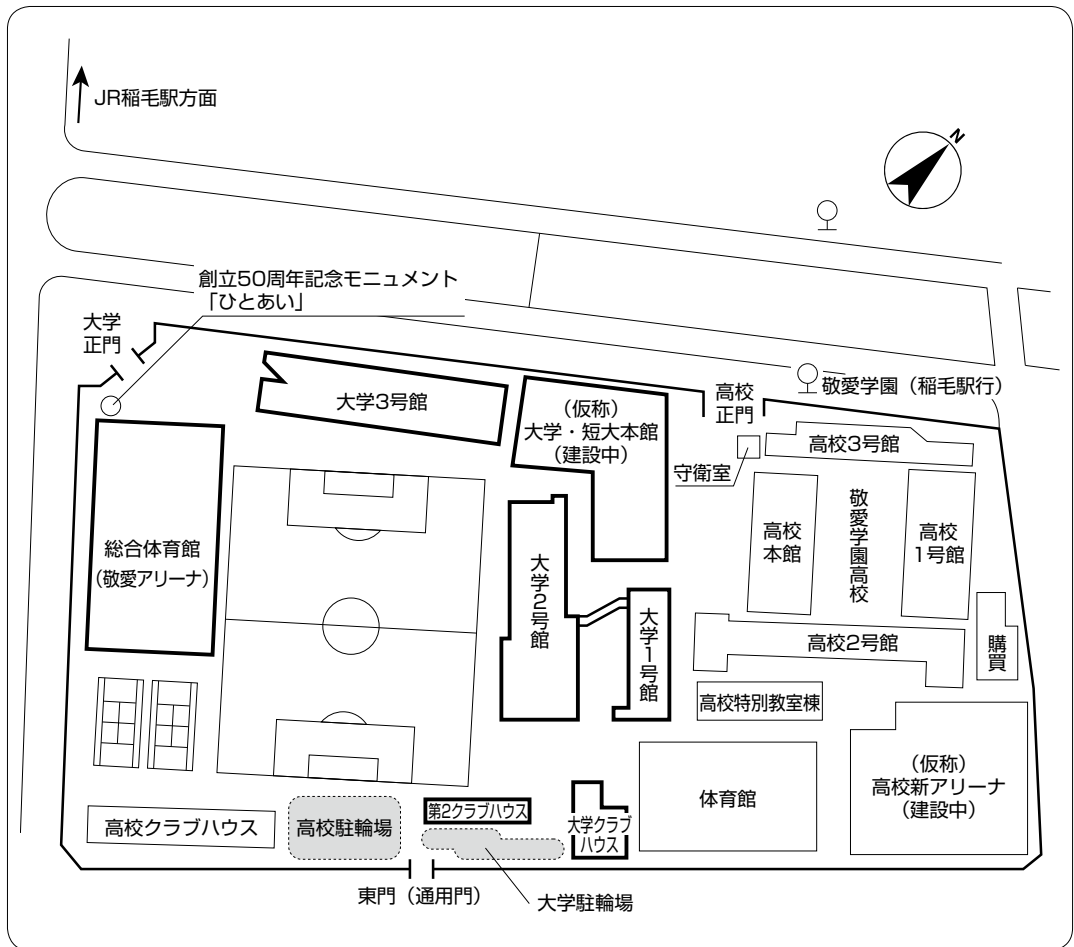 JR稲毛駅方面
N
創立50周年記念モニュメント
「ひとあい」
大学
正門
大学3号館
(仮称)
大学・短大本館
(建設中)
高校
正門
敬愛学園(稲毛駅行)
守衛室
高校3号館
総合体育館
(敬愛アリーナ)
大学2号館
大学1号館
高校
本館
敬愛学園高校
高校
1号館
高校2号館
購買
高校特別教室棟
(仮称)
高校新アリーナ
(建設中)
体育館
高校クラブハウス
高校駐輪場
第2クラブハウス
大学クラブ
ハウス
東門(通用門)
大学駐輪場